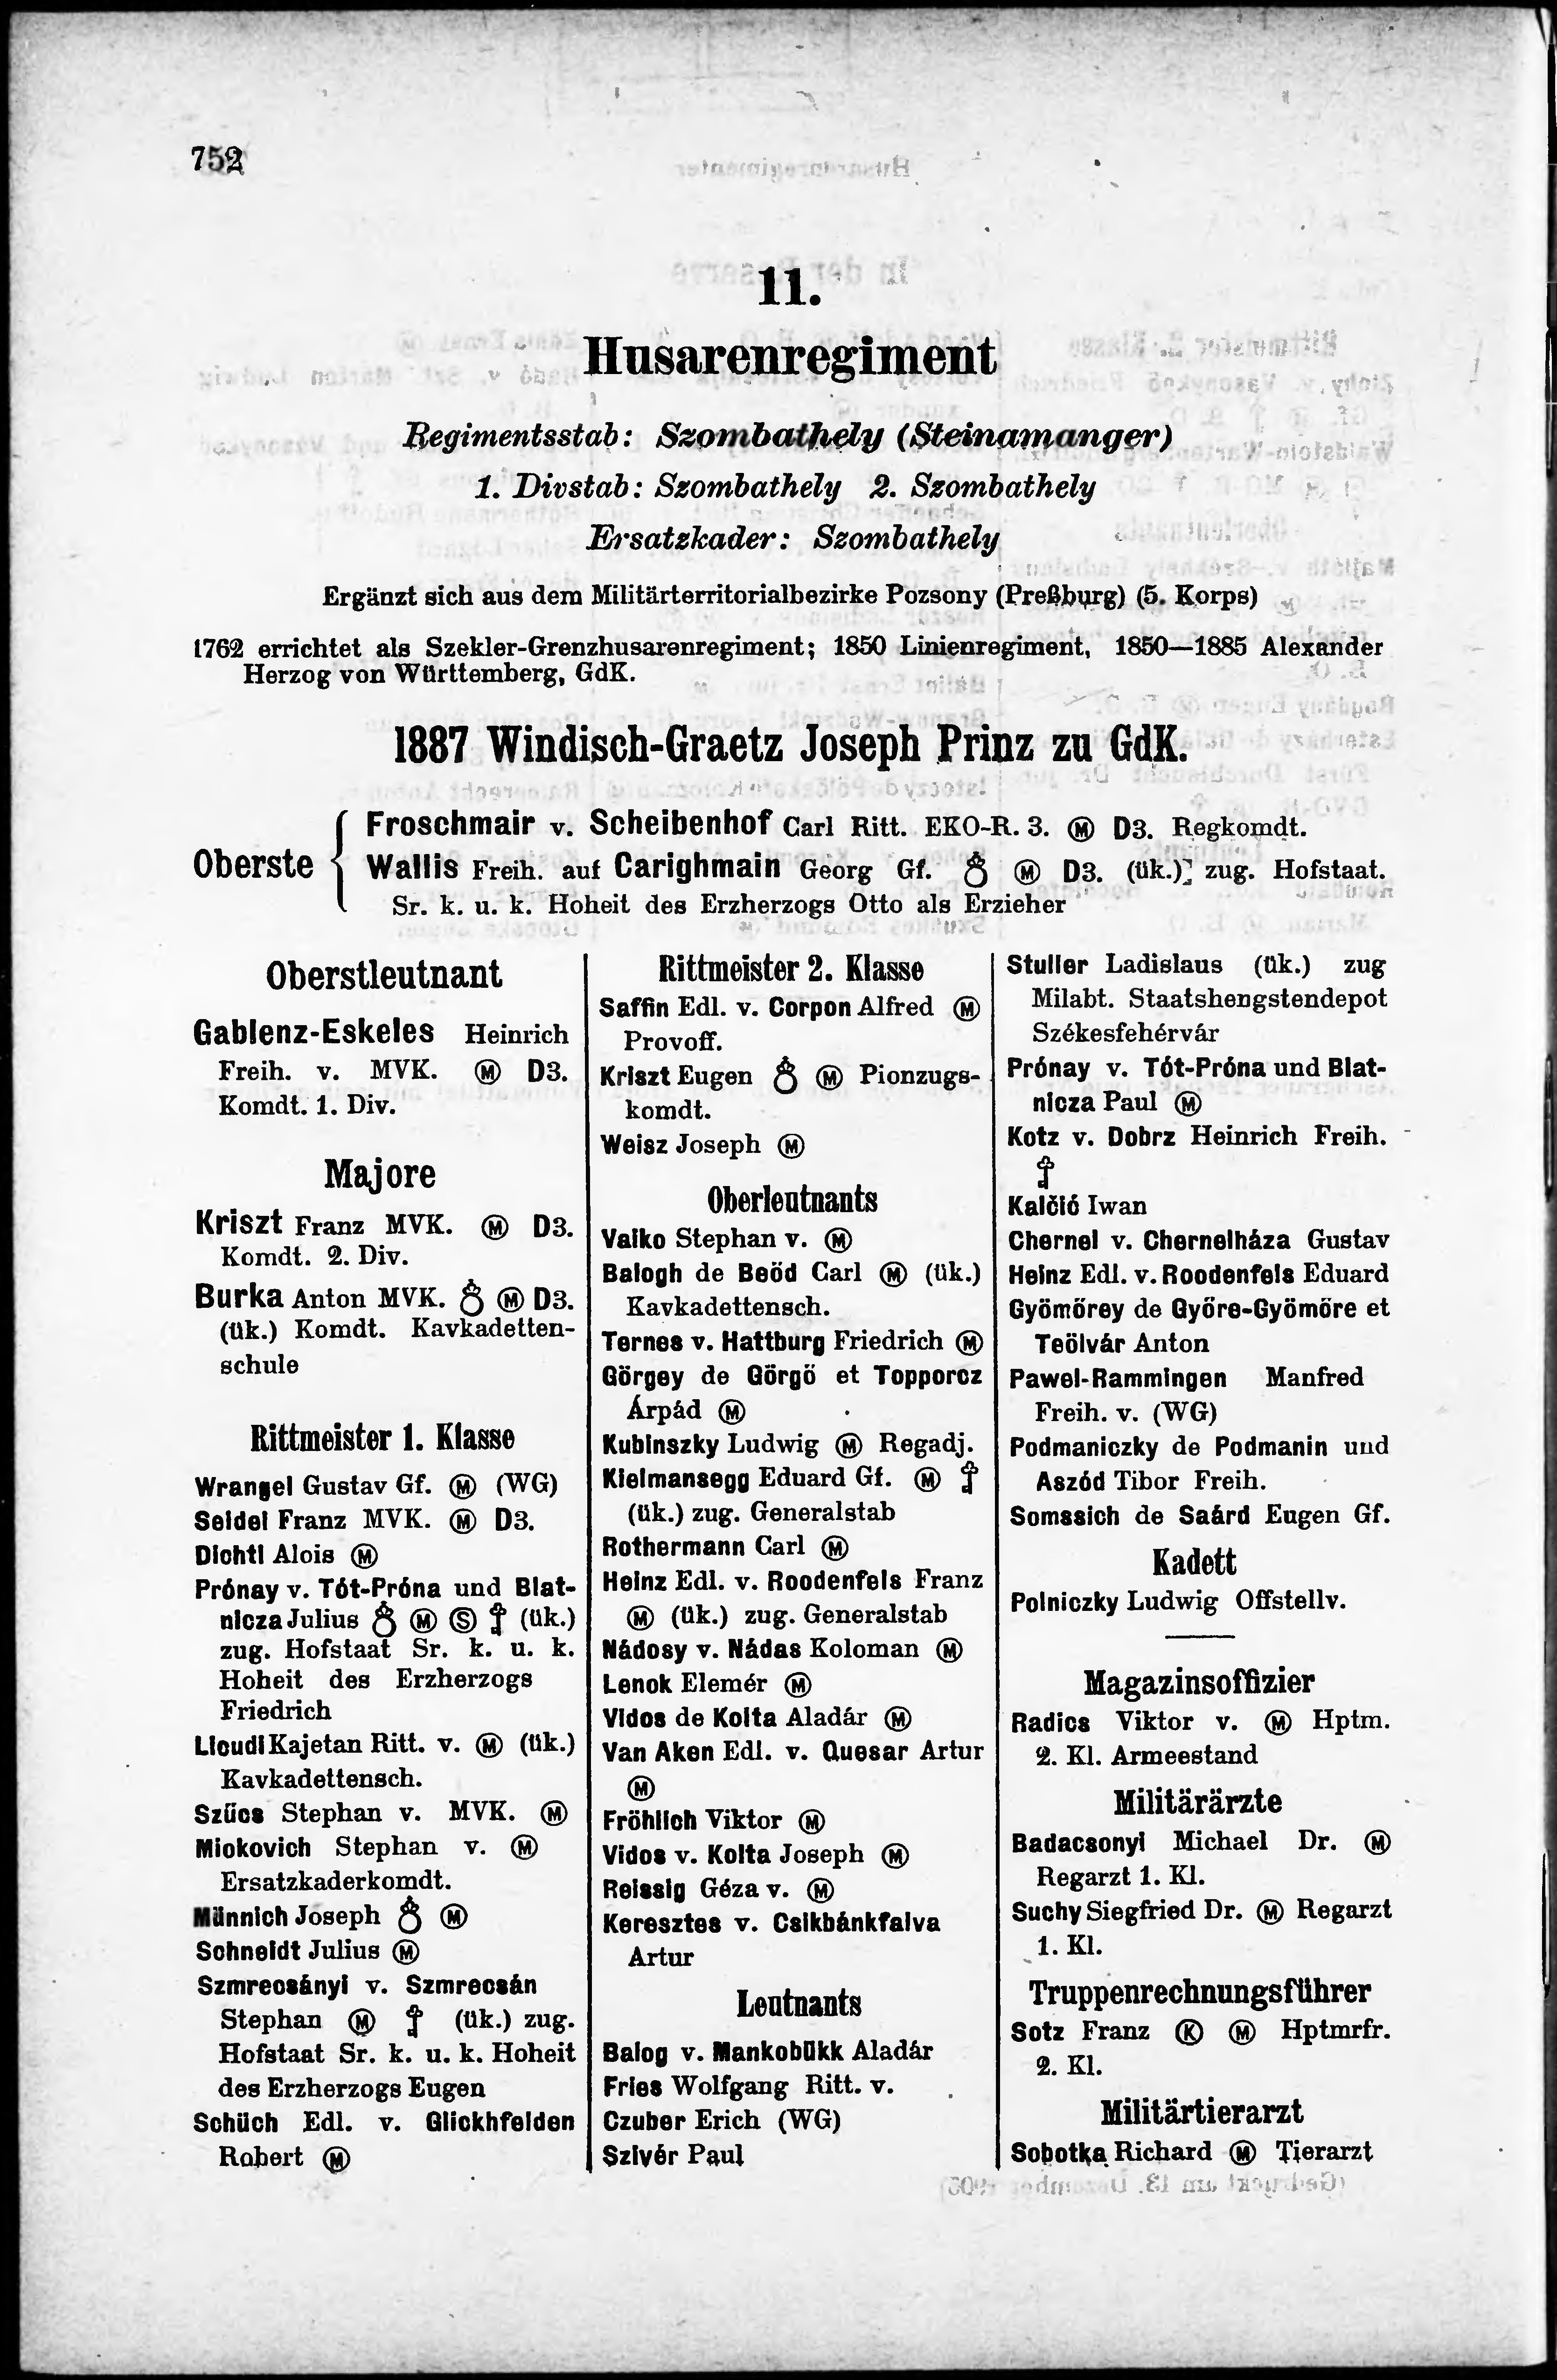 752
11.
Husarenregiment
Regimentsstab: Szombathely (Steinamanger)
1. Divstab: Szombathely 2. Szombathely
Ersatzkader: Szombathely
Ergänzt sich aus dem Militärterritorialbezirke Pozsony (Preßburg) (5. Korps)
1762 errichtet als Szekler-Grenzhusarenregiment; 1850 Linienregiment, 1850—1885 Alexander
Herzog von Württemberg, GdK.
1887 Windisch-Graetz Joseph Prinz zu GdK.
Oberste
Froschmair v. Scheibenhof Carl Ritt. EKO-R. 3. Ⓜ D3. Regkomdt.
Wallis Freih. auf Carighmain Georg Gf. Ⓜ D3. (ük.) zug. Hofstaat.
Sr. k. u. k. Hoheit des Erzherzogs Otto als Erzieher
Oberstleutnant
Gablenz-Eskeles Heinrich
Freih. v. MVK. Ⓜ D3.
Komdt. 1. Div.
Majore
Kriszt Franz MVK. Ⓜ D3.
Komdt. 2. Div.
Burka Anton MVK. Ⓜ D3.
(ük.) Komdt. Kavkadetten-
schule
Rittmeister 1. Klasse
Wrangel Gustav Gf. Ⓜ (WG)
Seidel Franz MVK. Ⓜ D3.
Dichtl Alois Ⓜ
Prónay v. Tót-Próna und Blat-
nicza Julius Ⓜ Ⓢ † (ük.)
zug. Hofstaat Sr. k. u. k.
Hoheit des Erzherzogs
Friedrich
Licudi Kajetan Ritt. v. Ⓜ (ük.)
Kavkadettensch.
Szűcs Stephan v. MVK. Ⓜ
Miokovich Stephan v. Ⓜ
Ersatzkaderkomdt.
Männich Joseph Ⓜ
Schneidt Julius Ⓜ
Szmrecsányi v. Szmrecsán
Stephan Ⓜ † (ük.) zug.
Hofstaat Sr. k. u. k. Hoheit
des Erzherzogs Eugen
Schüch Edl. v. Glickhfelden
Robert Ⓜ
Rittmeister 2. Klasse
Saffin Edl. v. Corpon Alfred Ⓜ
Provoff.
Kriszt Eugen Ⓜ Pionzugs-
komdt.
Weisz Joseph Ⓜ
Oberleutnants
Valko Stephan v. Ⓜ
Balogh de Beőd Carl Ⓜ (ük.)
Kavkadettensch.
Ternes v. Hattburg Friedrich Ⓜ
Görgey de Görgö et Topporcz
Árpád Ⓜ
Kubinszky Ludwig Ⓜ Regadj.
Kielmansegg Eduard Gf. Ⓜ †
(ük.) zug. Generalstab
Rothermann Carl Ⓜ
Heinz Edl. v. Roodenfels Franz
Ⓜ (ük.) zug. Generalstab
Nádosy v. Nádas Koloman Ⓜ
Lenok Elemér Ⓜ
Vidos de Kolta Aladár Ⓜ
Van Aken Edl. v. Quesar Artur
Ⓜ
Fröhlich Viktor Ⓜ
Vidos v. Kolta Joseph Ⓜ
Reissig Géza v. Ⓜ
Keresztes v. Csikbánkfalva
Artur
Leutnants
Balog v. Mankobükk Aladár
Fries Wolfgang Ritt. v.
Czuber Erich (WG)
Szivér Paul
Stuller Ladislaus (ük.) zug
Milabt. Staatshengstendepot
Székesfehérvár
Prónay v. Tót-Próna und Blat-
nicza Paul Ⓜ
Kotz v. Dobrz Heinrich Freih.
†
Kalčić Iwan
Chernel v. Chernelháza Gustav
Heinz Edl. v. Roodenfels Eduard
Gyömőrey de Győre-Gyömőre et
Teölvár Anton
Pawel-Rammingen Manfred
Freih. v. (WG)
Podmaniczky de Podmanin und
Aszód Tibor Freih.
Somssich de Saárd Eugen Gf.
Kadett
Polniczky Ludwig Offstellv.
Magazinsoffizier
Radics Viktor v. Ⓜ Hptm.
2. Kl. Armeestand
Militärärzte
Badacsonyi Michael Dr. Ⓜ
Regarzt 1. Kl.
Suchy Siegfried Dr. Ⓜ Regarzt
1. Kl.
Truppenrechnungsführer
Sotz Franz Ⓚ Ⓜ Hptmrfr.
2. Kl.
Militärtierarzt
Sobotka Richard Ⓜ Tierarzt